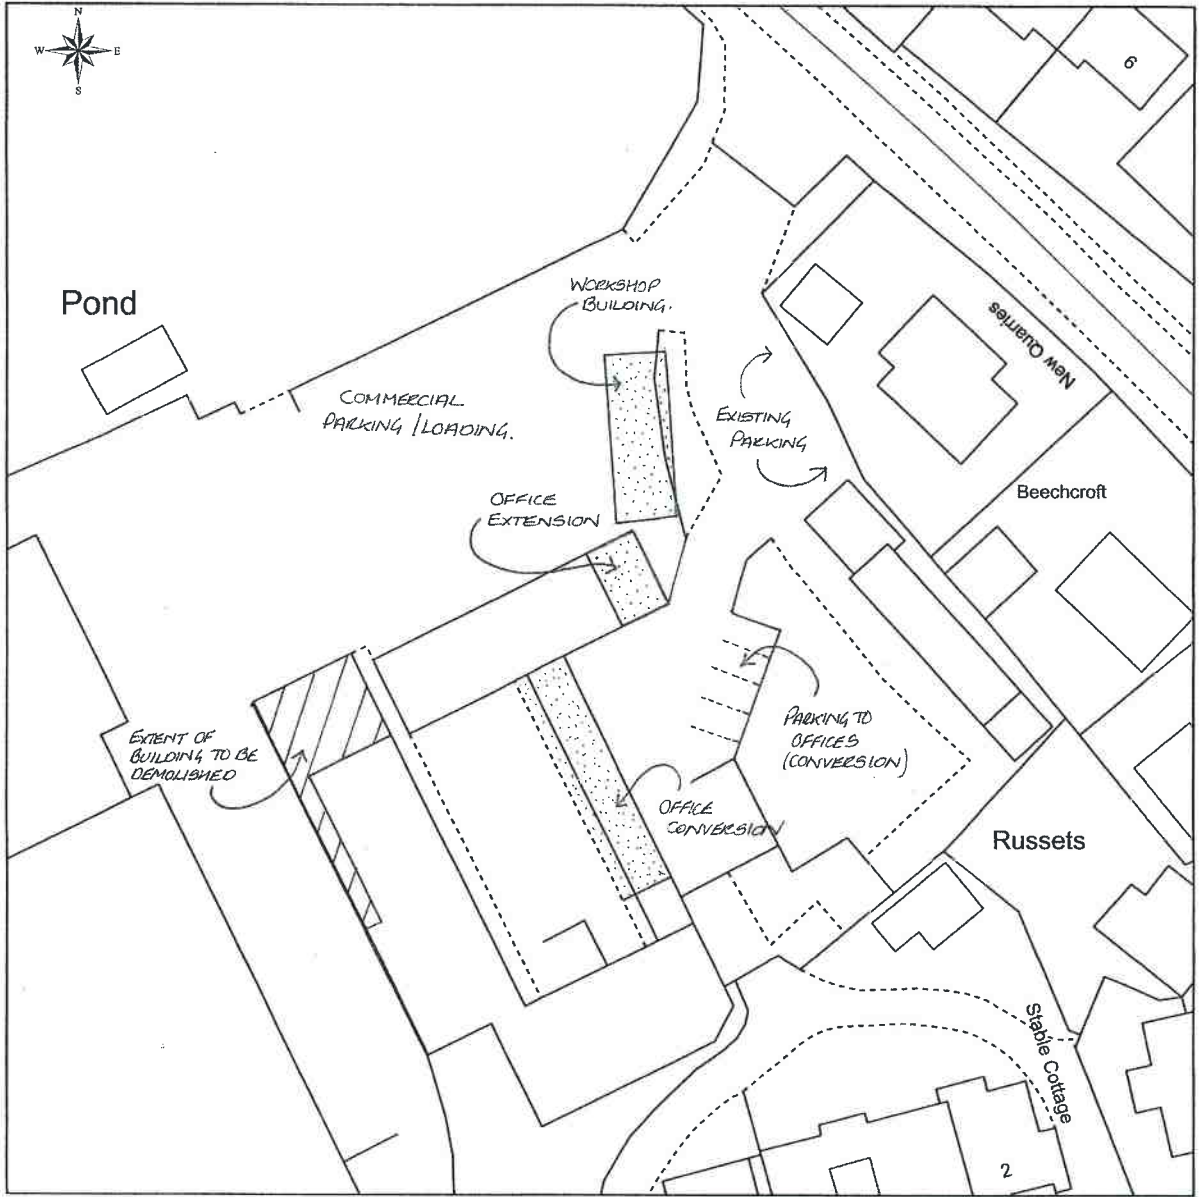 N
W E
S
6
Pond
WORKSHOP
BUILDING.
New Quarries
COMMERCIAL
PARKING / LOADING.
EXISTING
PARKING
OFFICE
EXTENSION
Beechcroft
EXTENT OF
BUILDING TO BE
DEMOLISHED
PARKING TO
OFFICES
(CONVERSION)
OFFICE
CONVERSION
Russets
Stable Cottage
2